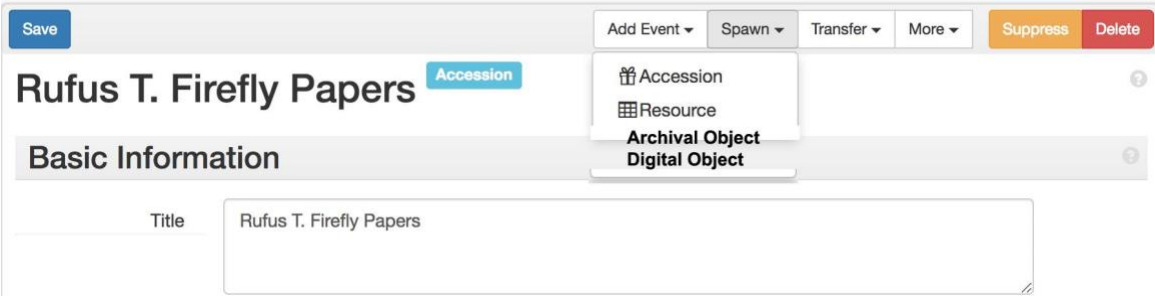 Save Add Event Spawn Transfer More Suppress Delete
Rufus T. Firefly Papers Accession
Accession
Resource
Archival Object
Digital Object
Basic Information
Title Rufus T. Firefly Papers